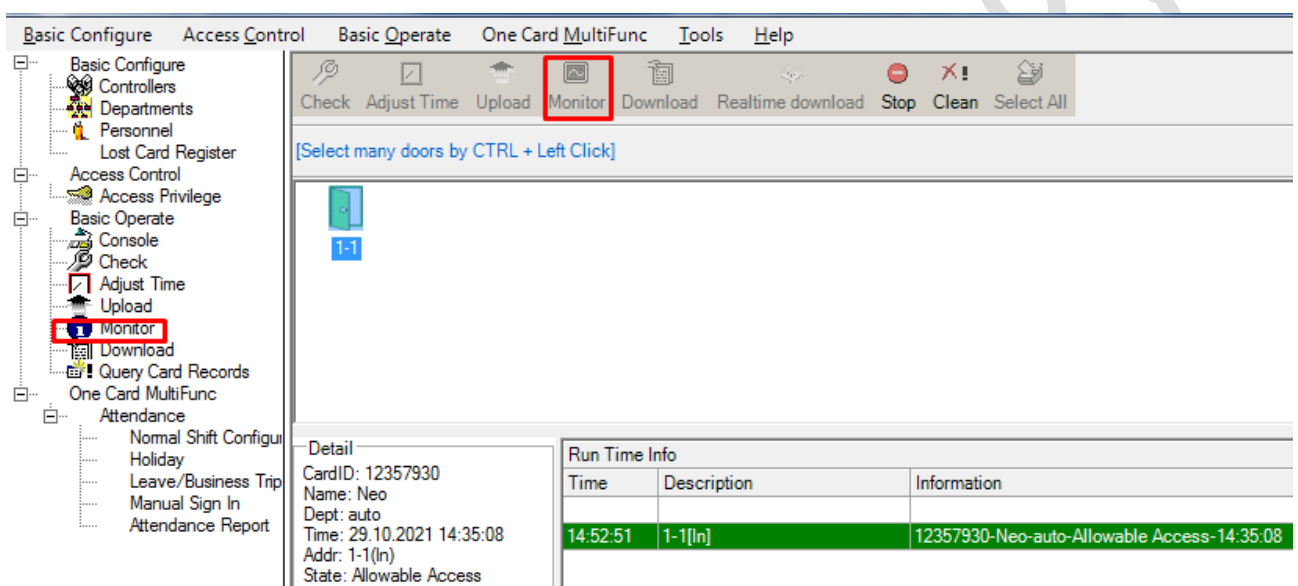 Basic Configure Access Control Basic Operate One Card MultiFunc Tools Help
Basic Configure
Controllers
Departments
Personnel
Lost Card Register
Access Control
Access Privilege
Basic Operate
Console
Check
Adjust Time
Upload
Monitor
Download
Query Card Records
One Card MultiFunc
Attendance
Normal Shift Configu
Holiday
Leave/Business Trip
Manual Sign In
Attendance Report
Check Adjust Time Upload Monitor Download Realtime download Stop Clean Select All
[Select many doors by CTRL + Left Click]
1-1
Detail
CardID: 12357930
Name: Neo
Dept: auto
Time: 29.10.2021 14:35:08
Addr: 1-1(In)
State: Allowable Access
Run Time Info
Time Description Information
14:52:51 1-1[In] 12357930-Neo-auto-Allowable Access-14:35:08